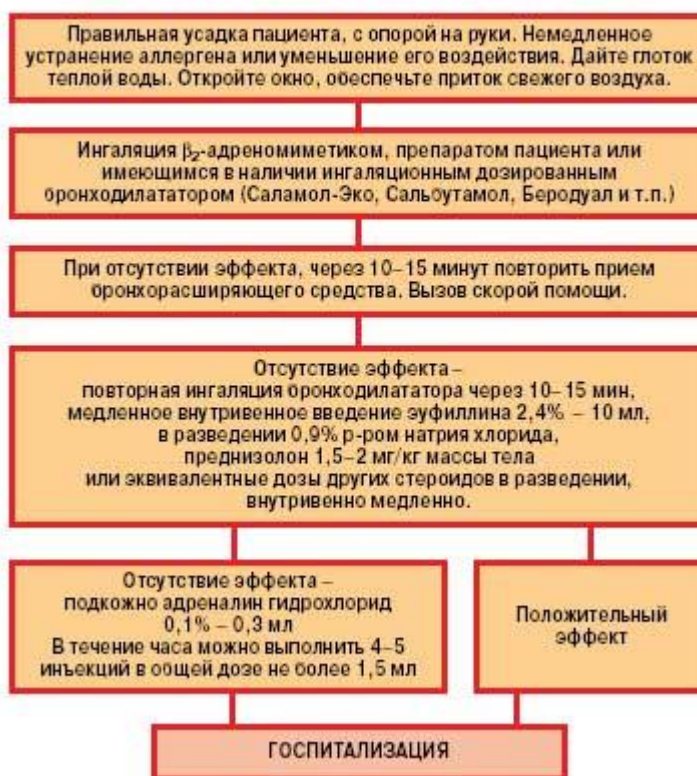 Правильная усадка пациента, с опорой на руки. Немедленное
устранение аллергена или уменьшение его воздействия. Дайте глоток
теплой воды. Откройте окно, обеспечьте приток свежего воздуха.
Ингаляция β₂-адреномиметиком, препаратом пациента или
имеющимся в наличии ингаляционным дозированным
бронходилататором (Саламол-Эко, Сальбутамол, Беродуал и т.п.)
При отсутствии эффекта, через 10–15 минут повторить прием
бронхорасширяющего средства. Вызов скорой помощи.
Отсутствие эффекта –
повторная ингаляция бронходилататора через 10–15 мин,
медленное внутривенное введение эуфиллина 2,4% – 10 мл,
в разведении 0,9% р-ром натрия хлорида,
преднизолон 1,5–2 мг/кг массы тела
или эквивалентные дозы других стероидов в разведении,
внутривенно медленно.
Отсутствие эффекта –
подкожно адреналин гидрохлорид
0,1% – 0,3 мл
В течение часа можно выполнить 4–5
инъекций в общей дозе не более 1,5 мл
Положительный
эффект
ГОСПИТАЛИЗАЦИЯ